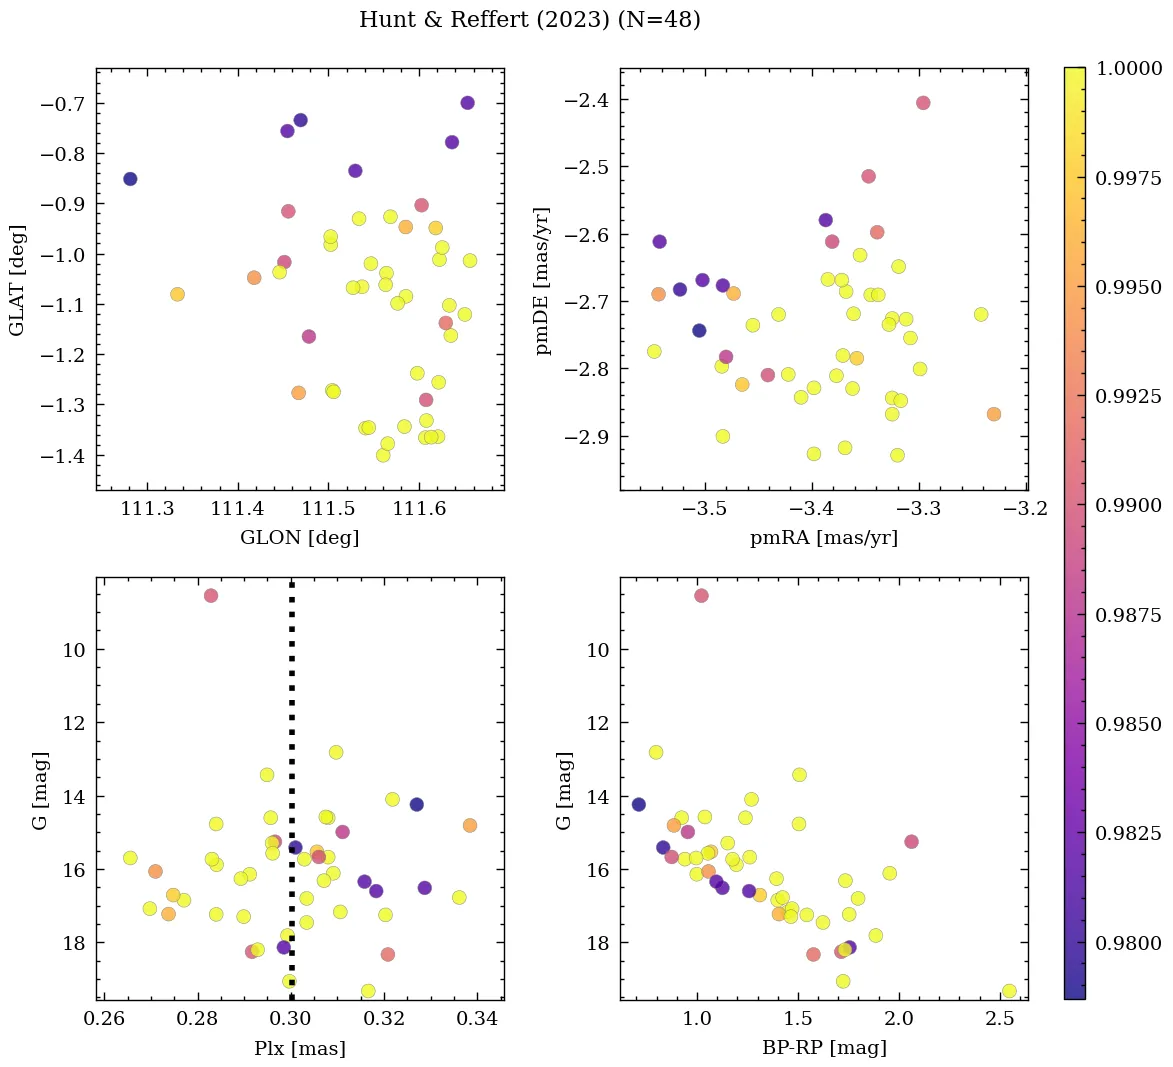 Hunt & Reffert (2023) (N=48)
−0.7
−0.8
−0.9
−1.0
−1.1
−1.2
−1.3
−1.4
GLAT [deg]
111.3 111.4 111.5 111.6
GLON [deg]
−2.4
−2.5
−2.6
−2.7
−2.8
−2.9
pmDE [mas/yr]
−3.5 −3.4 −3.3 −3.2
pmRA [mas/yr]
10
12
14
16
18
G [mag]
0.26 0.28 0.30 0.32 0.34
Plx [mas]
10
12
14
16
18
G [mag]
1.0 1.5 2.0 2.5
BP-RP [mag]
1.0000
0.9975
0.9950
0.9925
0.9900
0.9875
0.9850
0.9825
0.9800